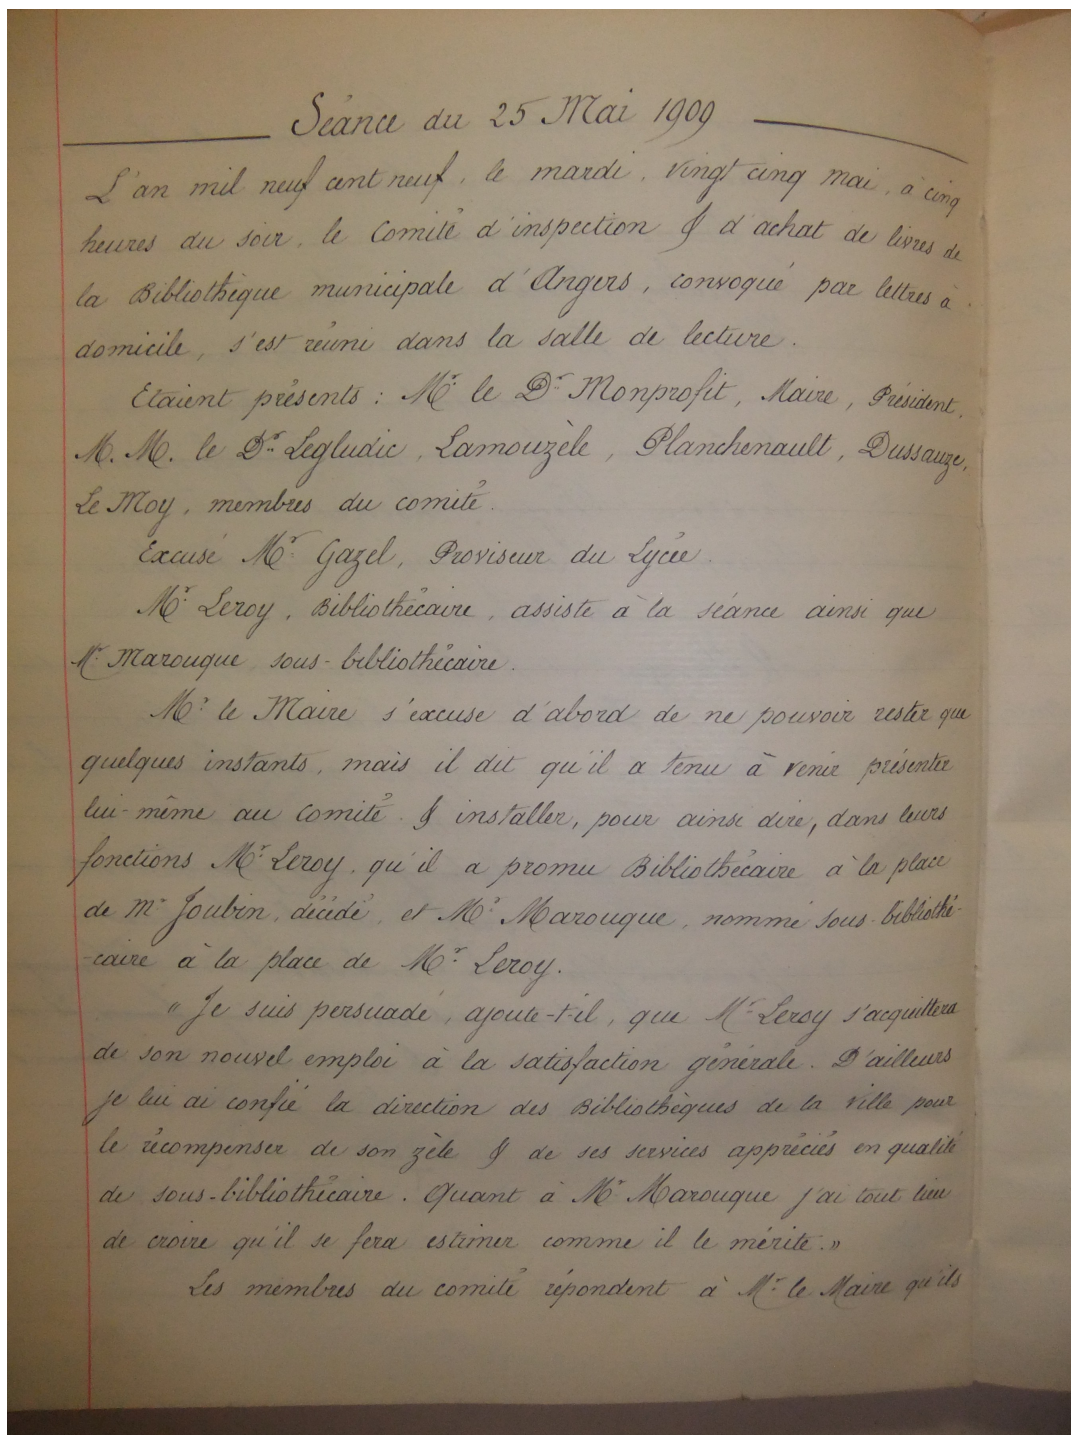 Séance du 25 Mai 1909
L'an mil neuf cent neuf, le mardi, vingt cinq mai, à cinq
heures du soir, le Comité d'inspection & d'achat de livres de
la Bibliothèque municipale d'Angers, convoqué par lettres à
domicile, s'est réuni dans la salle de lecture.
Etaient présents : Mr. le Dr. Monprofit, Maire, Président,
M. M. le Dr. Legludic, Lamouzèle, Planchenault, Dussauze,
Le Moy, membres du comité.
Excusé Mr. Gazel, Proviseur du Lycée.
Mr. Leroy, Bibliothécaire, assiste à la séance ainsi que
Mr. Marouque sous-bibliothécaire.
Mr. le Maire s'excuse d'abord de ne pouvoir rester que
quelques instants, mais il dit qu'il a tenu à venir présenter
lui-même au Comité & installer, pour ainsi dire, dans leurs
fonctions Mr. Leroy, qu'il a promu Bibliothécaire à la place
de Mr. Joubin, décédé, et Mr. Marouque, nommé sous-bibliothé-
-caire à la place de Mr. Leroy.
" Je suis persuadé, ajoute-t-il, que Mr. Leroy s'acquittera
de son nouvel emploi à la satisfaction générale. D'ailleurs
je lui ai confié la direction des Bibliothèques de la Ville pour
le récompenser de son zèle & de ses services appréciés en qualité
de sous-bibliothécaire. Quant à Mr. Marouque j'ai tout lieu
de croire qu'il se fera estimer comme il le mérite. »
Les membres du comité répondent à Mr. le Maire qu'ils